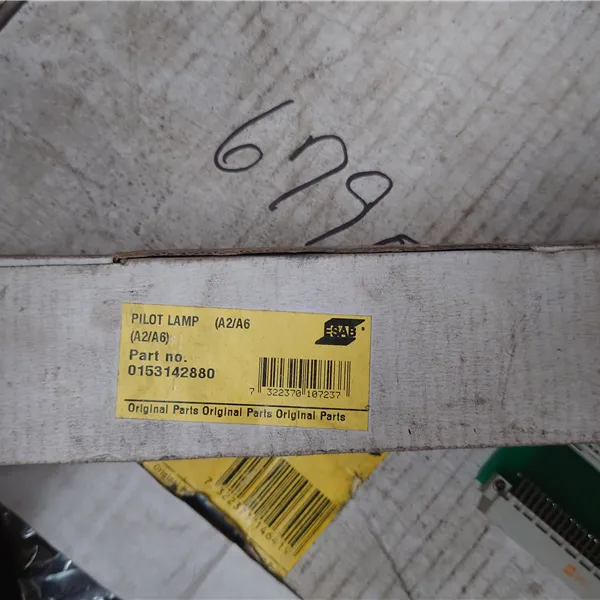 679
PILOT LAMP (A2/A6
(A2/A6)
Part no.
0153142880
ESAB
7 322370 107237
Original Parts Original Parts Original Parts